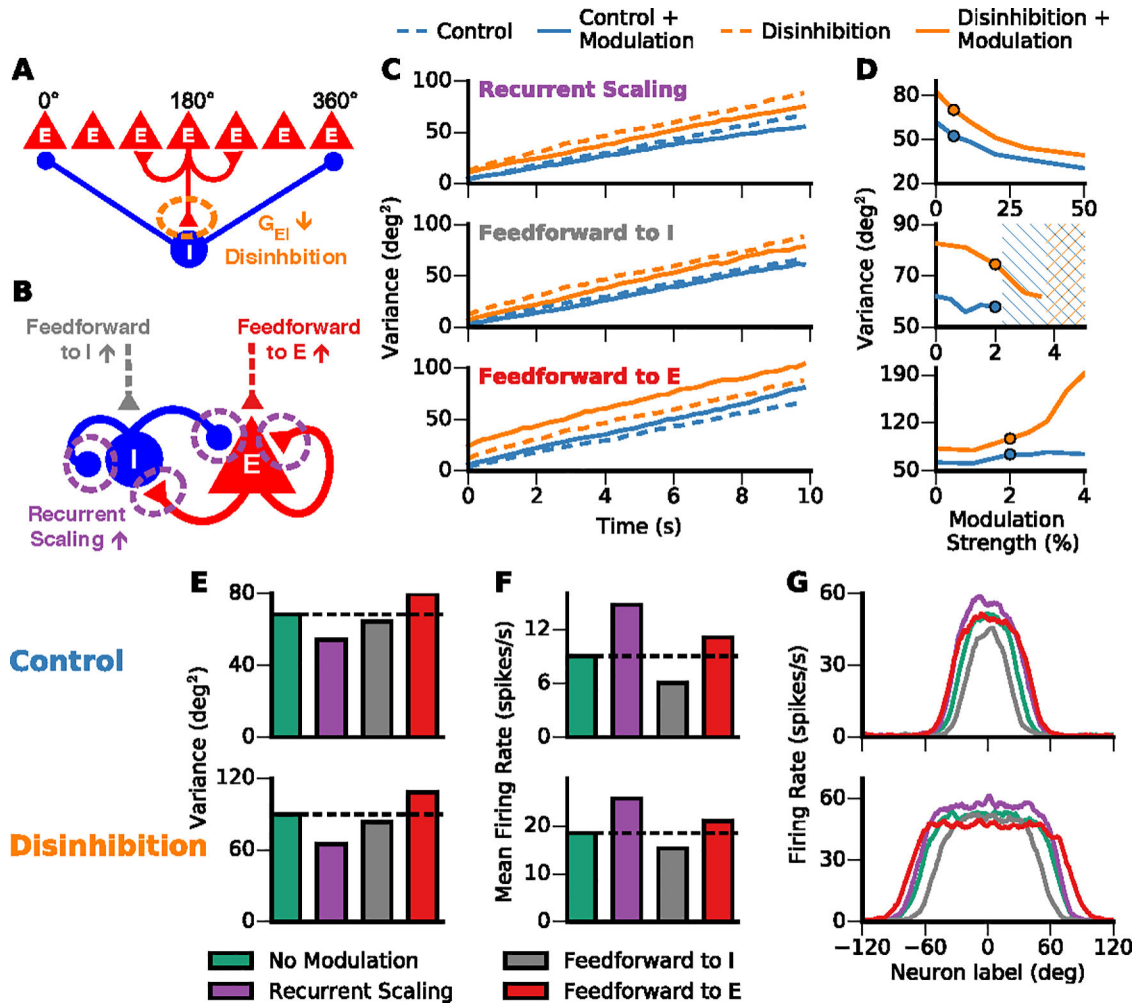 Control
Control +
Modulation
Disinhibition
Disinhibition +
Modulation
A
0°
180°
360°
E E E E E E E
I
G_EI ↓
Disinhbition
B
Feedforward
to I ↑
Feedforward
to E ↑
I
E
Recurrent
Scaling ↑
C
Recurrent Scaling
100
50
0
Feedforward to I
100
50
0
Feedforward to E
100
50
0
Variance (deg²)
0 2 4 6 8 10
Time (s)
D
80
50
20
0 25 50
90
70
50
0 2 4
190
120
50
0 2 4
Variance (deg²)
Modulation
Strength (%)
Control
Disinhibition
E
80
40
0
120
60
0
Variance (deg²)
F
12
6
0
20
10
0
Mean Firing Rate (spikes/s)
G
60
30
0
60
30
0
Firing Rate (spikes/s)
−120 −60 0 60 120
Neuron label (deg)
No Modulation
Recurrent Scaling
Feedforward to I
Feedforward to E